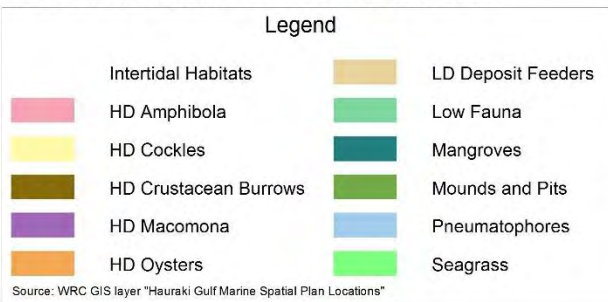 Legend
Intertidal Habitats
HD Amphibola
HD Cockles
HD Crustacean Burrows
HD Macomona
HD Oysters
LD Deposit Feeders
Low Fauna
Mangroves
Mounds and Pits
Pneumatophores
Seagrass
Source: WRC GIS layer "Hauraki Gulf Marine Spatial Plan Locations"